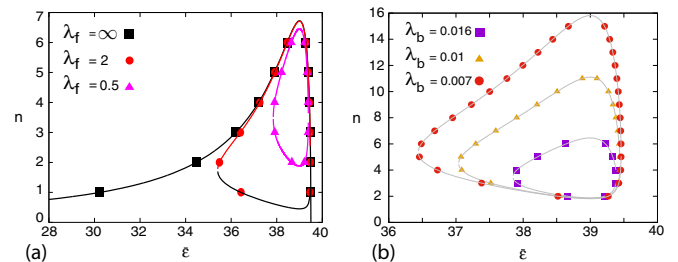 λf = ∞
λf = 2
λf = 0.5
n
7
6
5
4
3
2
1
0
28 30 32 34 36 38 40
(a)
ε̄
λb = 0.016
λb = 0.01
λb = 0.007
n
16
14
12
10
8
6
4
2
0
36 37 38 39 40
(b)
ε̄